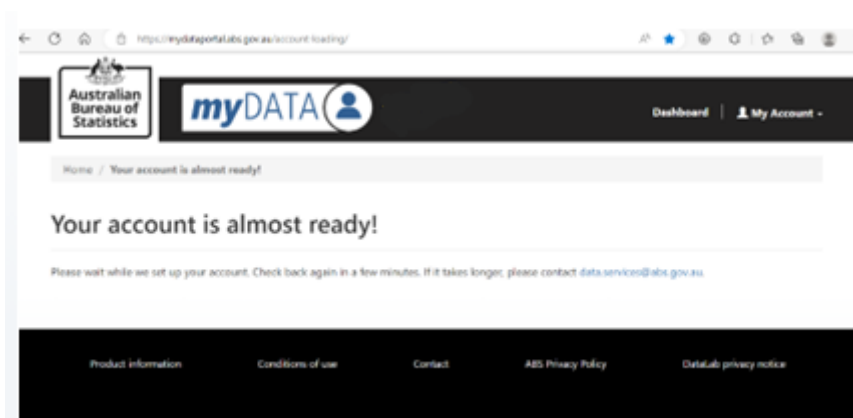 https://mydataportal.abs.gov.au/account-loading/
Australian
Bureau of
Statistics
myDATA
Dashboard | My Account
Home / Your account is almost ready!
Your account is almost ready!
Please wait while we set up your account. Check back again in a few minutes. If it takes longer, please contact data.services@abs.gov.au.
Product information Conditions of use Contact ABS Privacy Policy DataLab privacy notice